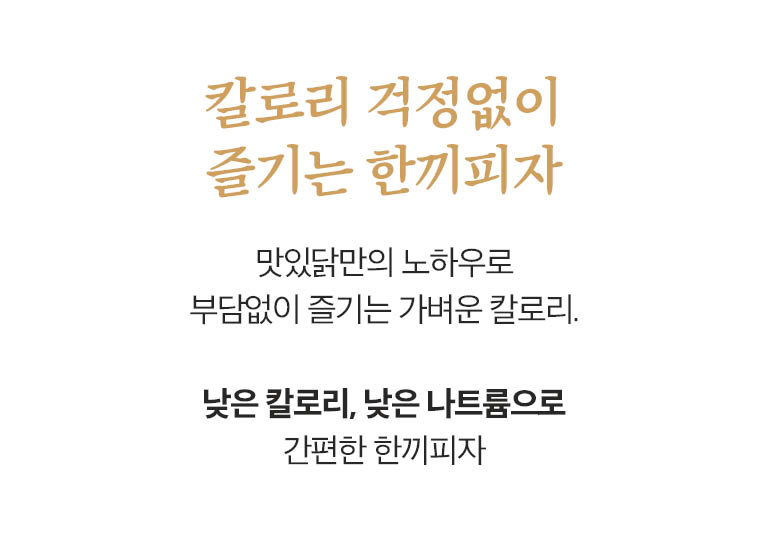 칼로리 걱정없이
즐기는 한끼피자
맛있닭만의 노하우로
부담없이 즐기는 가벼운 칼로리.
낮은 칼로리, 낮은 나트륨으로
간편한 한끼피자